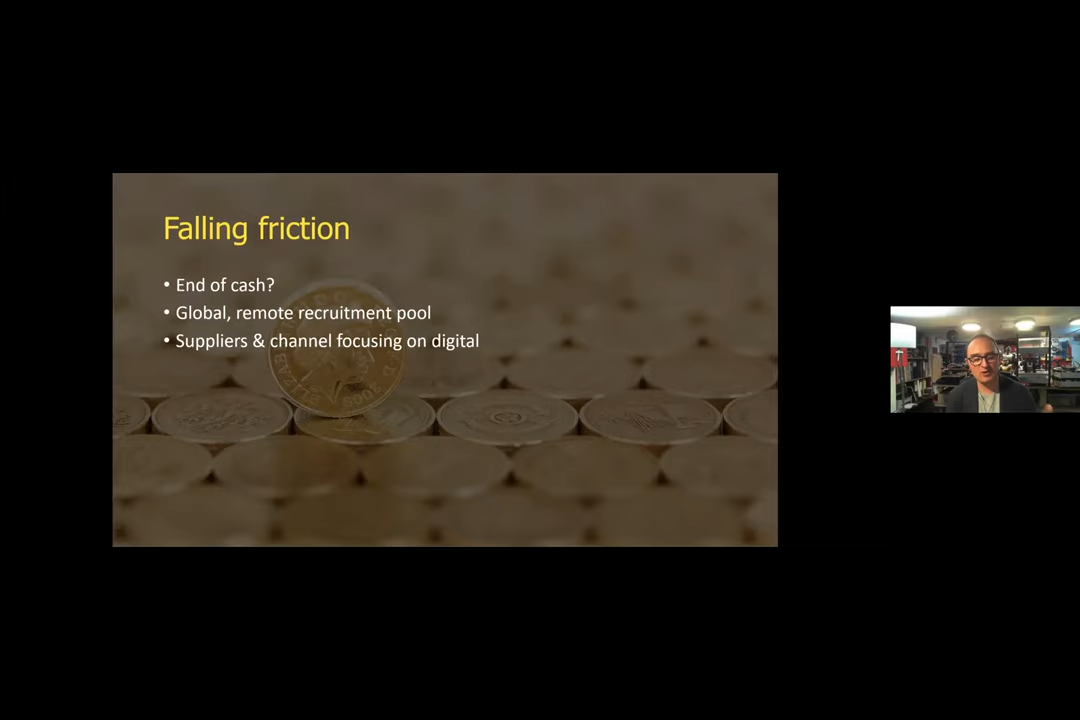 Falling friction
• End of cash?
• Global, remote recruitment pool
• Suppliers & channel focusing on digital